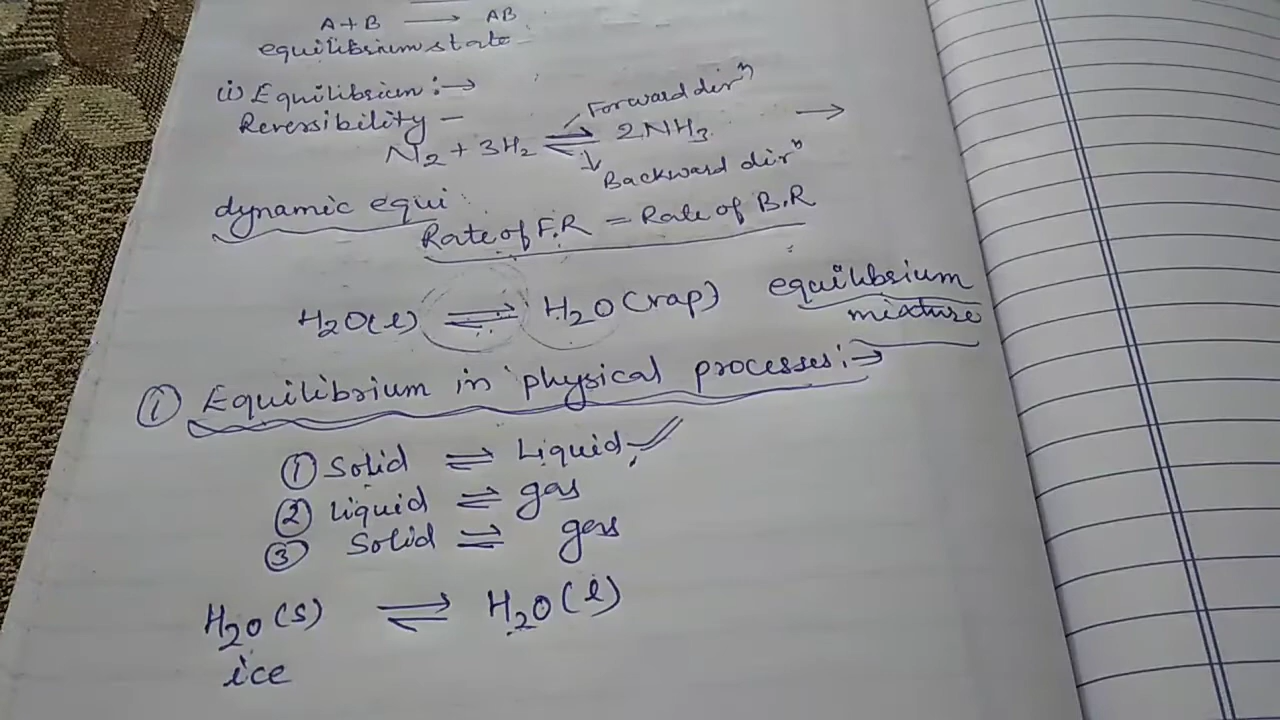 A + B ⟶ AB
equilibrium state
(i) Equilibrium :→
Reversibility –
Forward dirⁿ
N₂ + 3H₂ ⇌ 2NH₃ ⟶
Backward dirⁿ
dynamic equi
Rate of F.R = Rate of B.R
H₂O(l) ⇌ H₂O(vap) equilibrium
mixture
① Equilibrium in physical processes :→
① Solid ⇌ Liquid ✓
② Liquid ⇌ gas
③ Solid ⇌ gas
H₂O(s) ⇌ H₂O(l)
ice